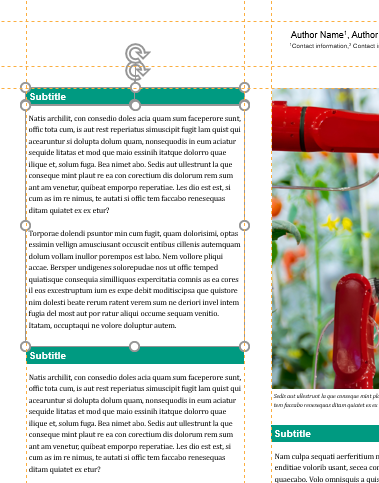 Author Name¹, Author
¹Contact information,² Contact i
Subtitle
Natis archilit, con consedio doles acia quam sum faceperore sunt,
offic tota cum, is aut rest reperiatus simuscipit fugit lam quist qui
acearuntur si dolupta dolum quam, nonsequodis in eum aciatur
sequide litatas et mod que maio essinih itatque dolorro quae
ilique et, solum fuga. Bea nimet abo. Sedis aut ullestrunt la que
conseque mint plaut re ea con corectium dis dolorum rem sum
ant am venetur, quibeat emporpo reperiatiae. Les dio est est, si
cum as im re nimus, te autati si offic tem faccabo renesequas
ditam quiatet ex ex etur?
Torporae dolendi psuntor min cum fugit, quam dolorisimi, optas
essimin vellign amusciusant occuscit entibus cillenis autemquam
dolum vollam inullor porempos est labo. Nem vollore pliqui
accae. Bersper undigenes solorepudae nos ut offic temped
quiatisque consequia similliquos expercitatia comnis as ea cores
il eos excestruptum ium es expe debit moditiscipsa que quistore
nim dolesti beate rerum ratent verem sum ne deriori invel intem
fugia del most aut por ratur aliqui occume sequam venitio.
Itatam, occuptaqui ne volore doluptur autem.
Subtitle
Natis archilit, con consedio doles acia quam sum faceperore sunt,
offic tota cum, is aut rest reperiatus simuscipit fugit lam quist qui
acearuntur si dolupta dolum quam, nonsequodis in eum aciatur
sequide litatas et mod que maio essinih itatque dolorro quae
ilique et, solum fuga. Bea nimet abo. Sedis aut ullestrunt la que
conseque mint plaut re ea con corectium dis dolorum rem sum
ant am venetur, quibeat emporpo reperiatiae. Les dio est est, si
cum as im re nimus, te autati si offic tem faccabo renesequas
ditam quiatet ex ex etur?
Sedis aut ullestrunt la que conseque mint pla
tem faccabo renesequas ditam quiatet ex ex
Subtitle
Nam culpa sequati aerferitium n
enditiae volorib usant, secea con
quaecabo. Volo omnisquis a quis